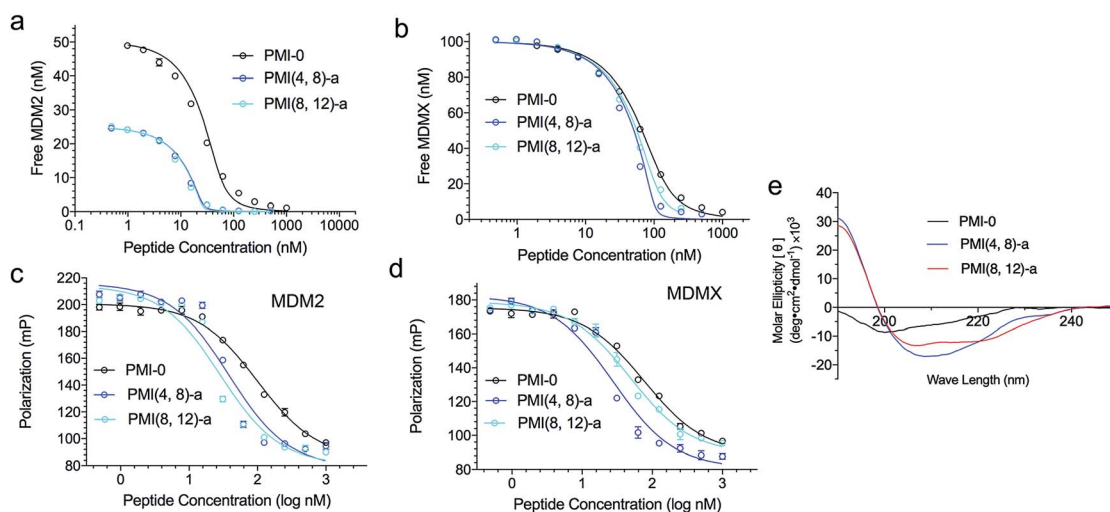 a
Free MDM2 (nM)
50
40
30
20
10
0
0.1
1
10
100
1000
10000
Peptide Concentration (nM)
PMI-0
PMI(4, 8)-a
PMI(8, 12)-a
b
Free MDMX (nM)
100
80
60
40
20
0
1
10
100
1000
Peptide Concentration (nM)
PMI-0
PMI(4, 8)-a
PMI(8, 12)-a
c
MDM2
Polarization (mP)
220
200
180
160
140
120
100
80
0
1
2
3
Peptide Concentration (log nM)
PMI-0
PMI(4, 8)-a
PMI(8, 12)-a
d
MDMX
Polarization (mP)
180
160
140
120
100
80
0
1
2
3
Peptide Concentration (log nM)
PMI-0
PMI(4, 8)-a
PMI(8, 12)-a
e
Molar Ellipticity [θ]
(deg•cm²•dmol⁻¹) ×10³
40
30
20
10
0
-10
-20
200
220
240
Wave Length (nm)
PMI-0
PMI(4, 8)-a
PMI(8, 12)-a